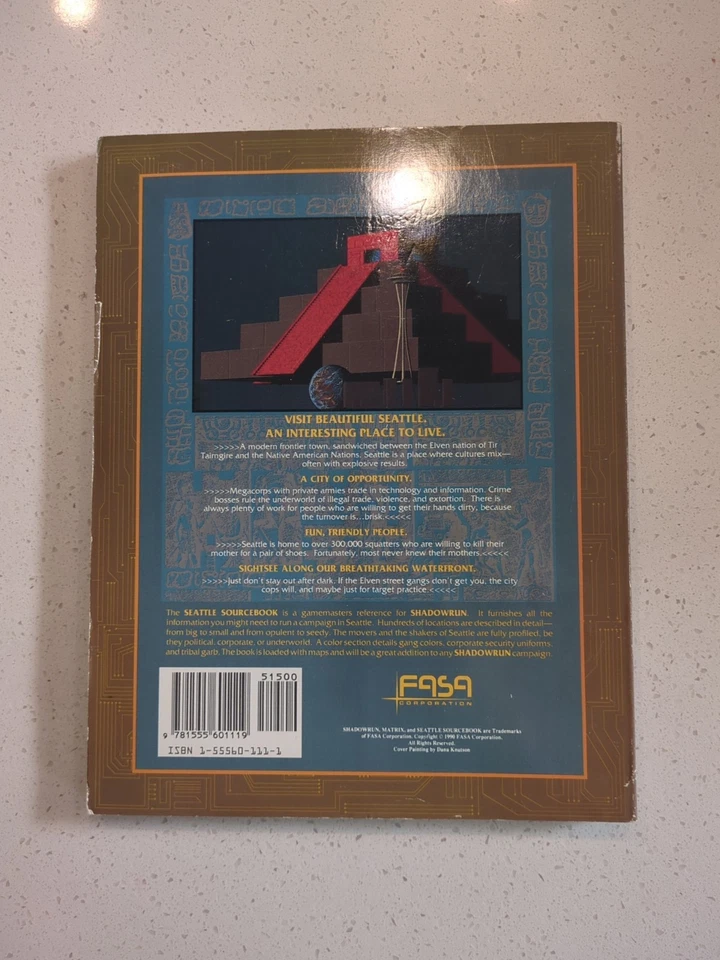 VISIT BEAUTIFUL SEATTLE.
AN INTERESTING PLACE TO LIVE.
>>>>>A modern frontier town, sandwiched between the Elven nation of Tir
Tairngire and the Native American Nations, Seattle is a place where cultures mix—
often with explosive results.
A CITY OF OPPORTUNITY.
>>>>>Megacorps with private armies trade in technology and information. Crime
bosses rule the underworld of illegal trade, violence, and extortion. There is
always plenty of work for people who are willing to get their hands dirty, because
the turnover is...brisk.<<<<<
FUN, FRIENDLY PEOPLE.
>>>>>Seattle is home to over 300,000 squatters who are willing to kill their
mother for a pair of shoes. Fortunately, most never knew their mothers.<<<<<
SIGHTSEE ALONG OUR BREATHTAKING WATERFRONT.
>>>>>Just don't stay out after dark. If the Elven street gangs don't get you, the city
cops will, and maybe just for target practice.<<<<<
The SEATTLE SOURCEBOOK is a gamemasters reference for SHADOWRUN. It furnishes all the
information you might need to run a campaign in Seattle. Hundreds of locations are described in detail—
from big to small and from opulent to seedy. The movers and the shakers of Seattle are fully profiled, be
they political, corporate, or underworld. A color section details gang colors, corporate security uniforms,
and tribal garb. The book is loaded with maps and will be a great addition to any SHADOWRUN campaign.
51500
9 781555 601119
ISBN 1-55560-111-1
FASA
CORPORATION
SHADOWRUN, MATRIX, and SEATTLE SOURCEBOOK are Trademarks
of FASA Corporation. Copyright © 1990 FASA Corporation.
All Rights Reserved.
Cover Painting by Dana Knutson